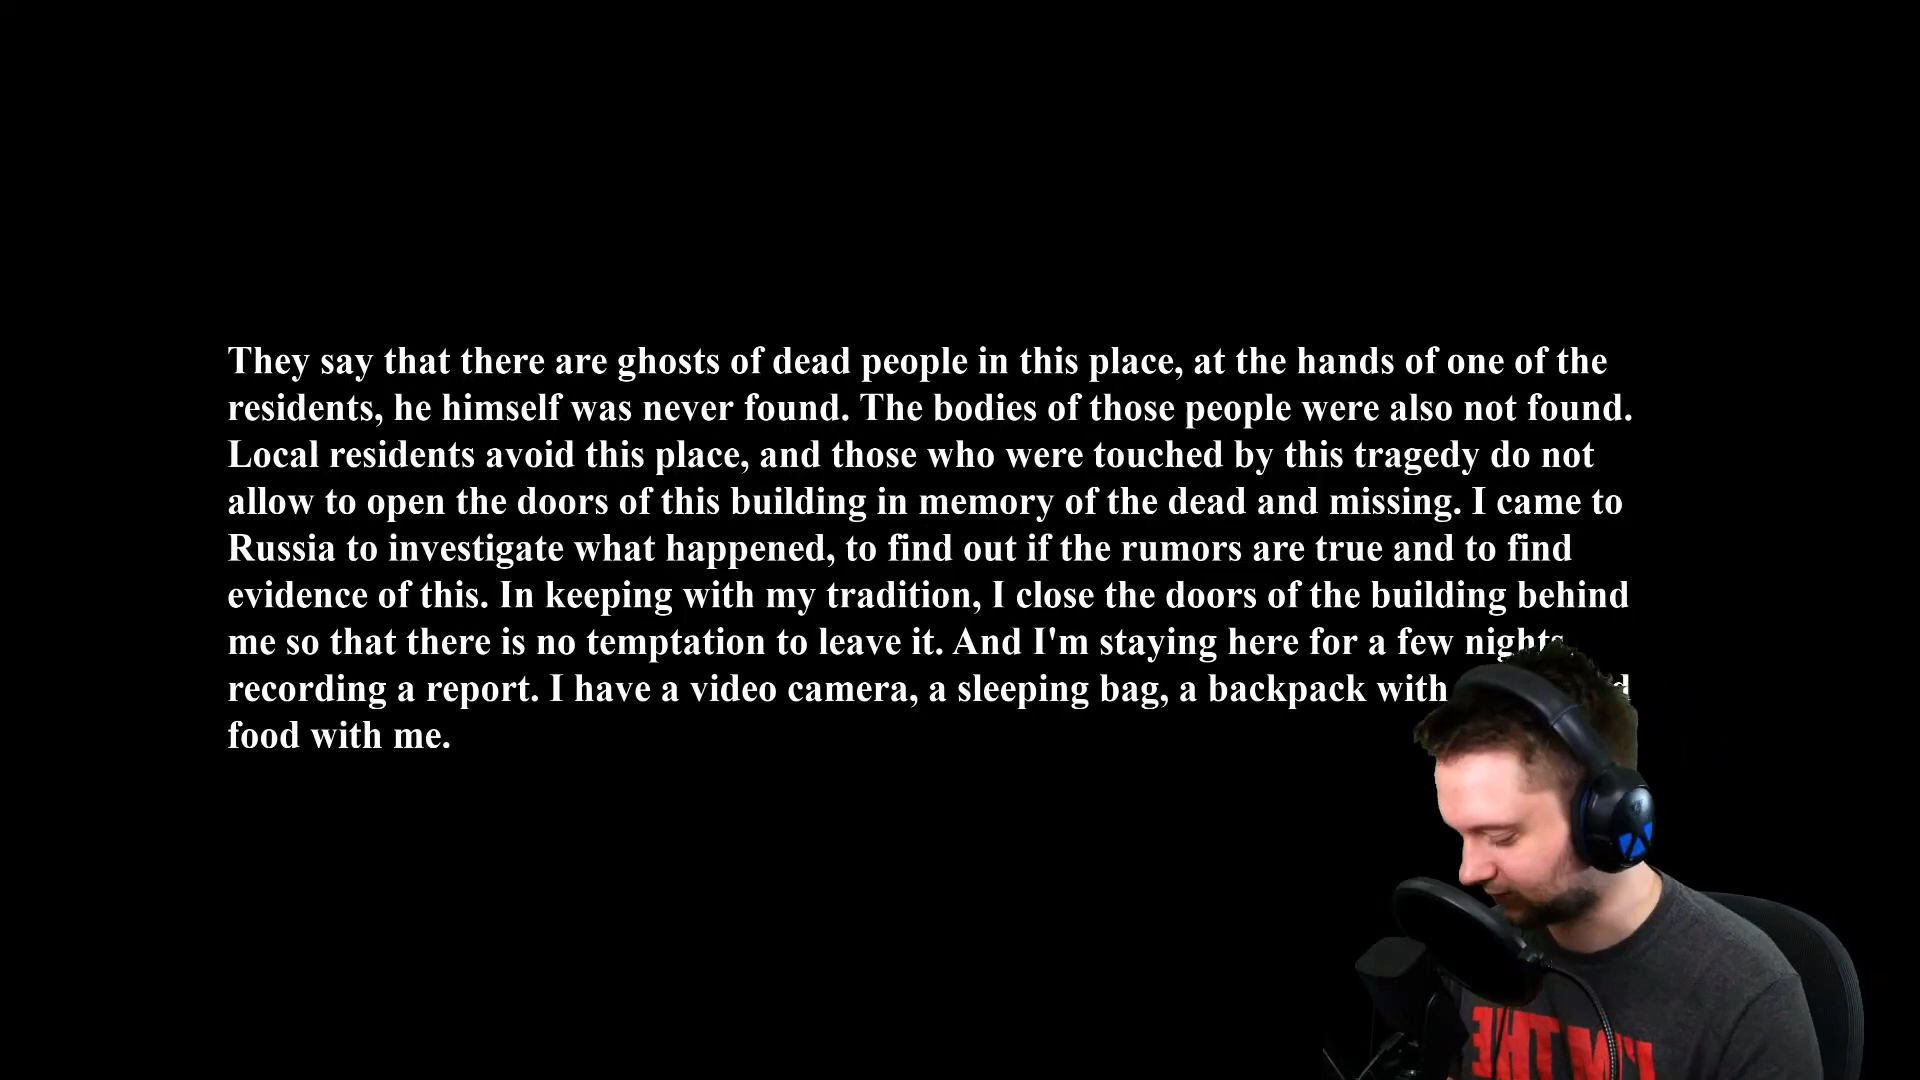 They say that there are ghosts of dead people in this place, at the hands of one of the
residents, he himself was never found. The bodies of those people were also not found.
Local residents avoid this place, and those who were touched by this tragedy do not
allow to open the doors of this building in memory of the dead and missing. I came to
Russia to investigate what happened, to find out if the rumors are true and to find
evidence of this. In keeping with my tradition, I close the doors of the building behind
me so that there is no temptation to leave it. And I'm staying here for a few nights,
recording a report. I have a video camera, a sleeping bag, a backpack with
food with me.
I'M THE